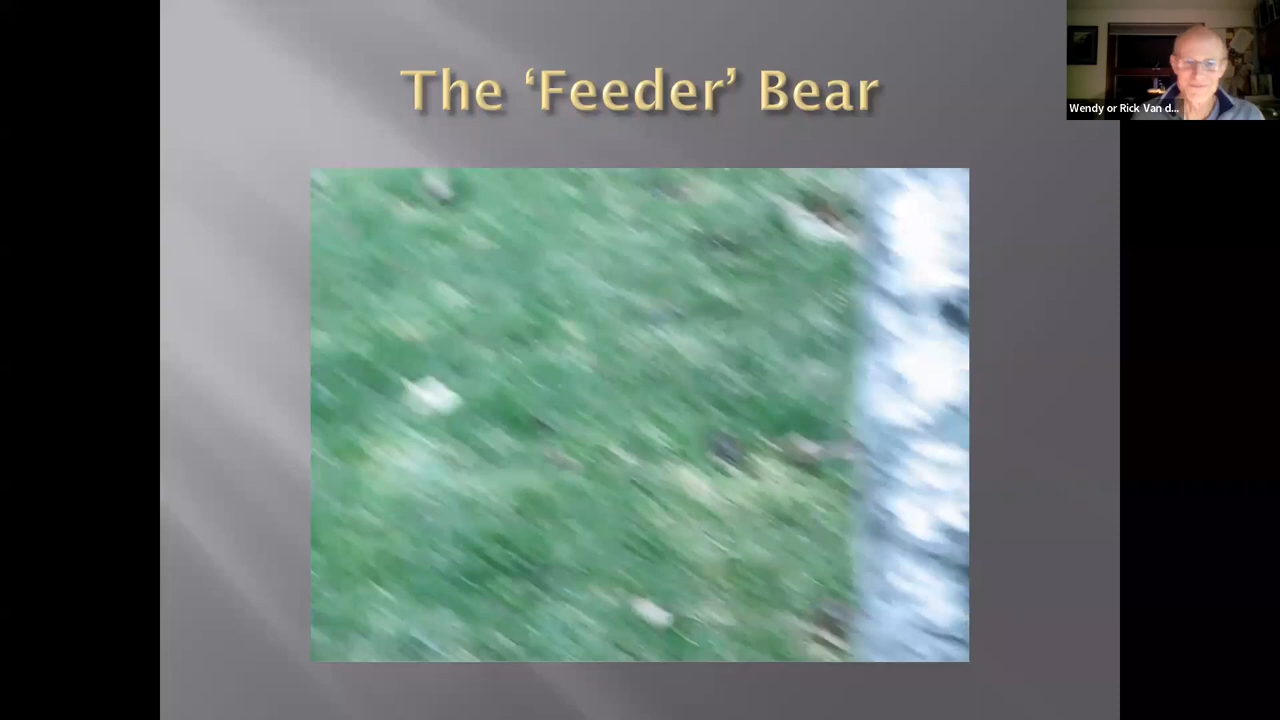 The ‘Feeder’ Bear
Wendy or Rick Van d...